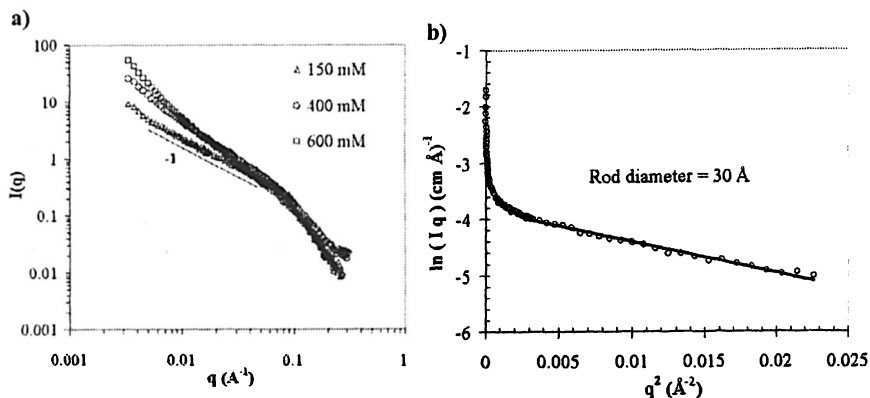 a)
100
10
1
0.1
0.01
0.001
I(q)
△ 150 mM
○ 400 mM
□ 600 mM
-1
0.001
0.01
0.1
1
q (A⁻¹)
b)
-1
-2
-3
-4
-5
-6
ln ( I q ) (cm Å)⁻¹
Rod diameter = 30 Å
0
0.005
0.01
0.015
0.02
0.025
q² (Å⁻²)